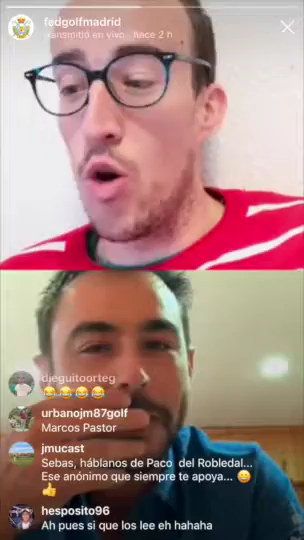 fedgolfmadrid
transmitió en vivo · hace 2 h
dieguitoorteg
😂😂😂😂
urbanojm87golf
Marcos Pastor
jmucast
Sebas, háblanos de Paco del Robledal...
Ese anónimo que siempre te apoya... 😄
👍
hesposito96
Ah pues si que los lee eh hahaha